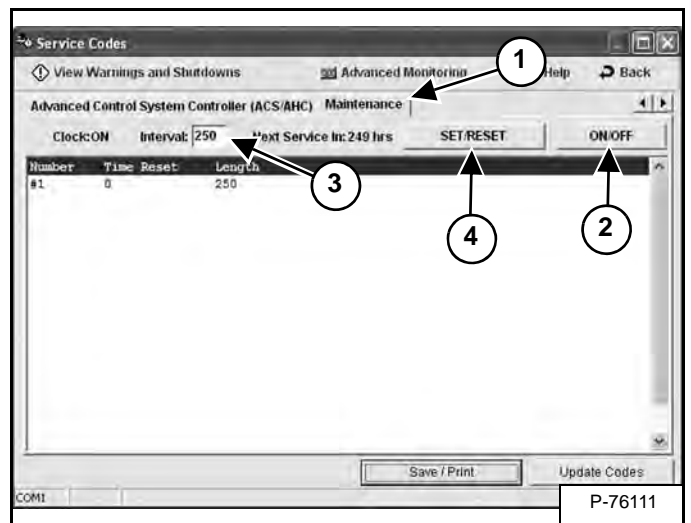 Service Codes
View Warnings and Shutdowns Advanced Monitoring Help Back
1
Advanced Control System Controller (ACS/AHC) Maintenance
Clock:ON Interval: 250 Next Service In: 249 hrs SET/RESET ON/OFF
Number Time Reset Length
#1 0 250
3
4
2
Save / Print Update Codes
COM1
P-76111